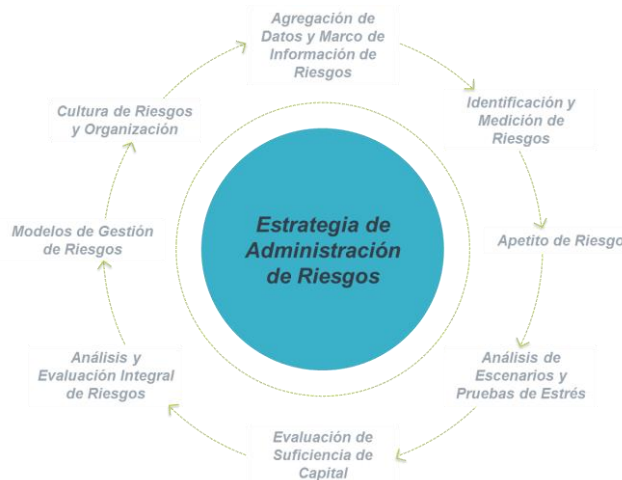 Agregación de
Datos y Marco de
Información de
Riesgos
Identificación y
Medición de
Riesgos
Apetito de Riesgo
Análisis de
Escenarios y
Pruebas de Estrés
Evaluación de
Suficiencia de
Capital
Análisis y
Evaluación Integral
de Riesgos
Modelos de Gestión
de Riesgos
Cultura de Riesgos
y Organización
Estrategia de
Administración
de Riesgos